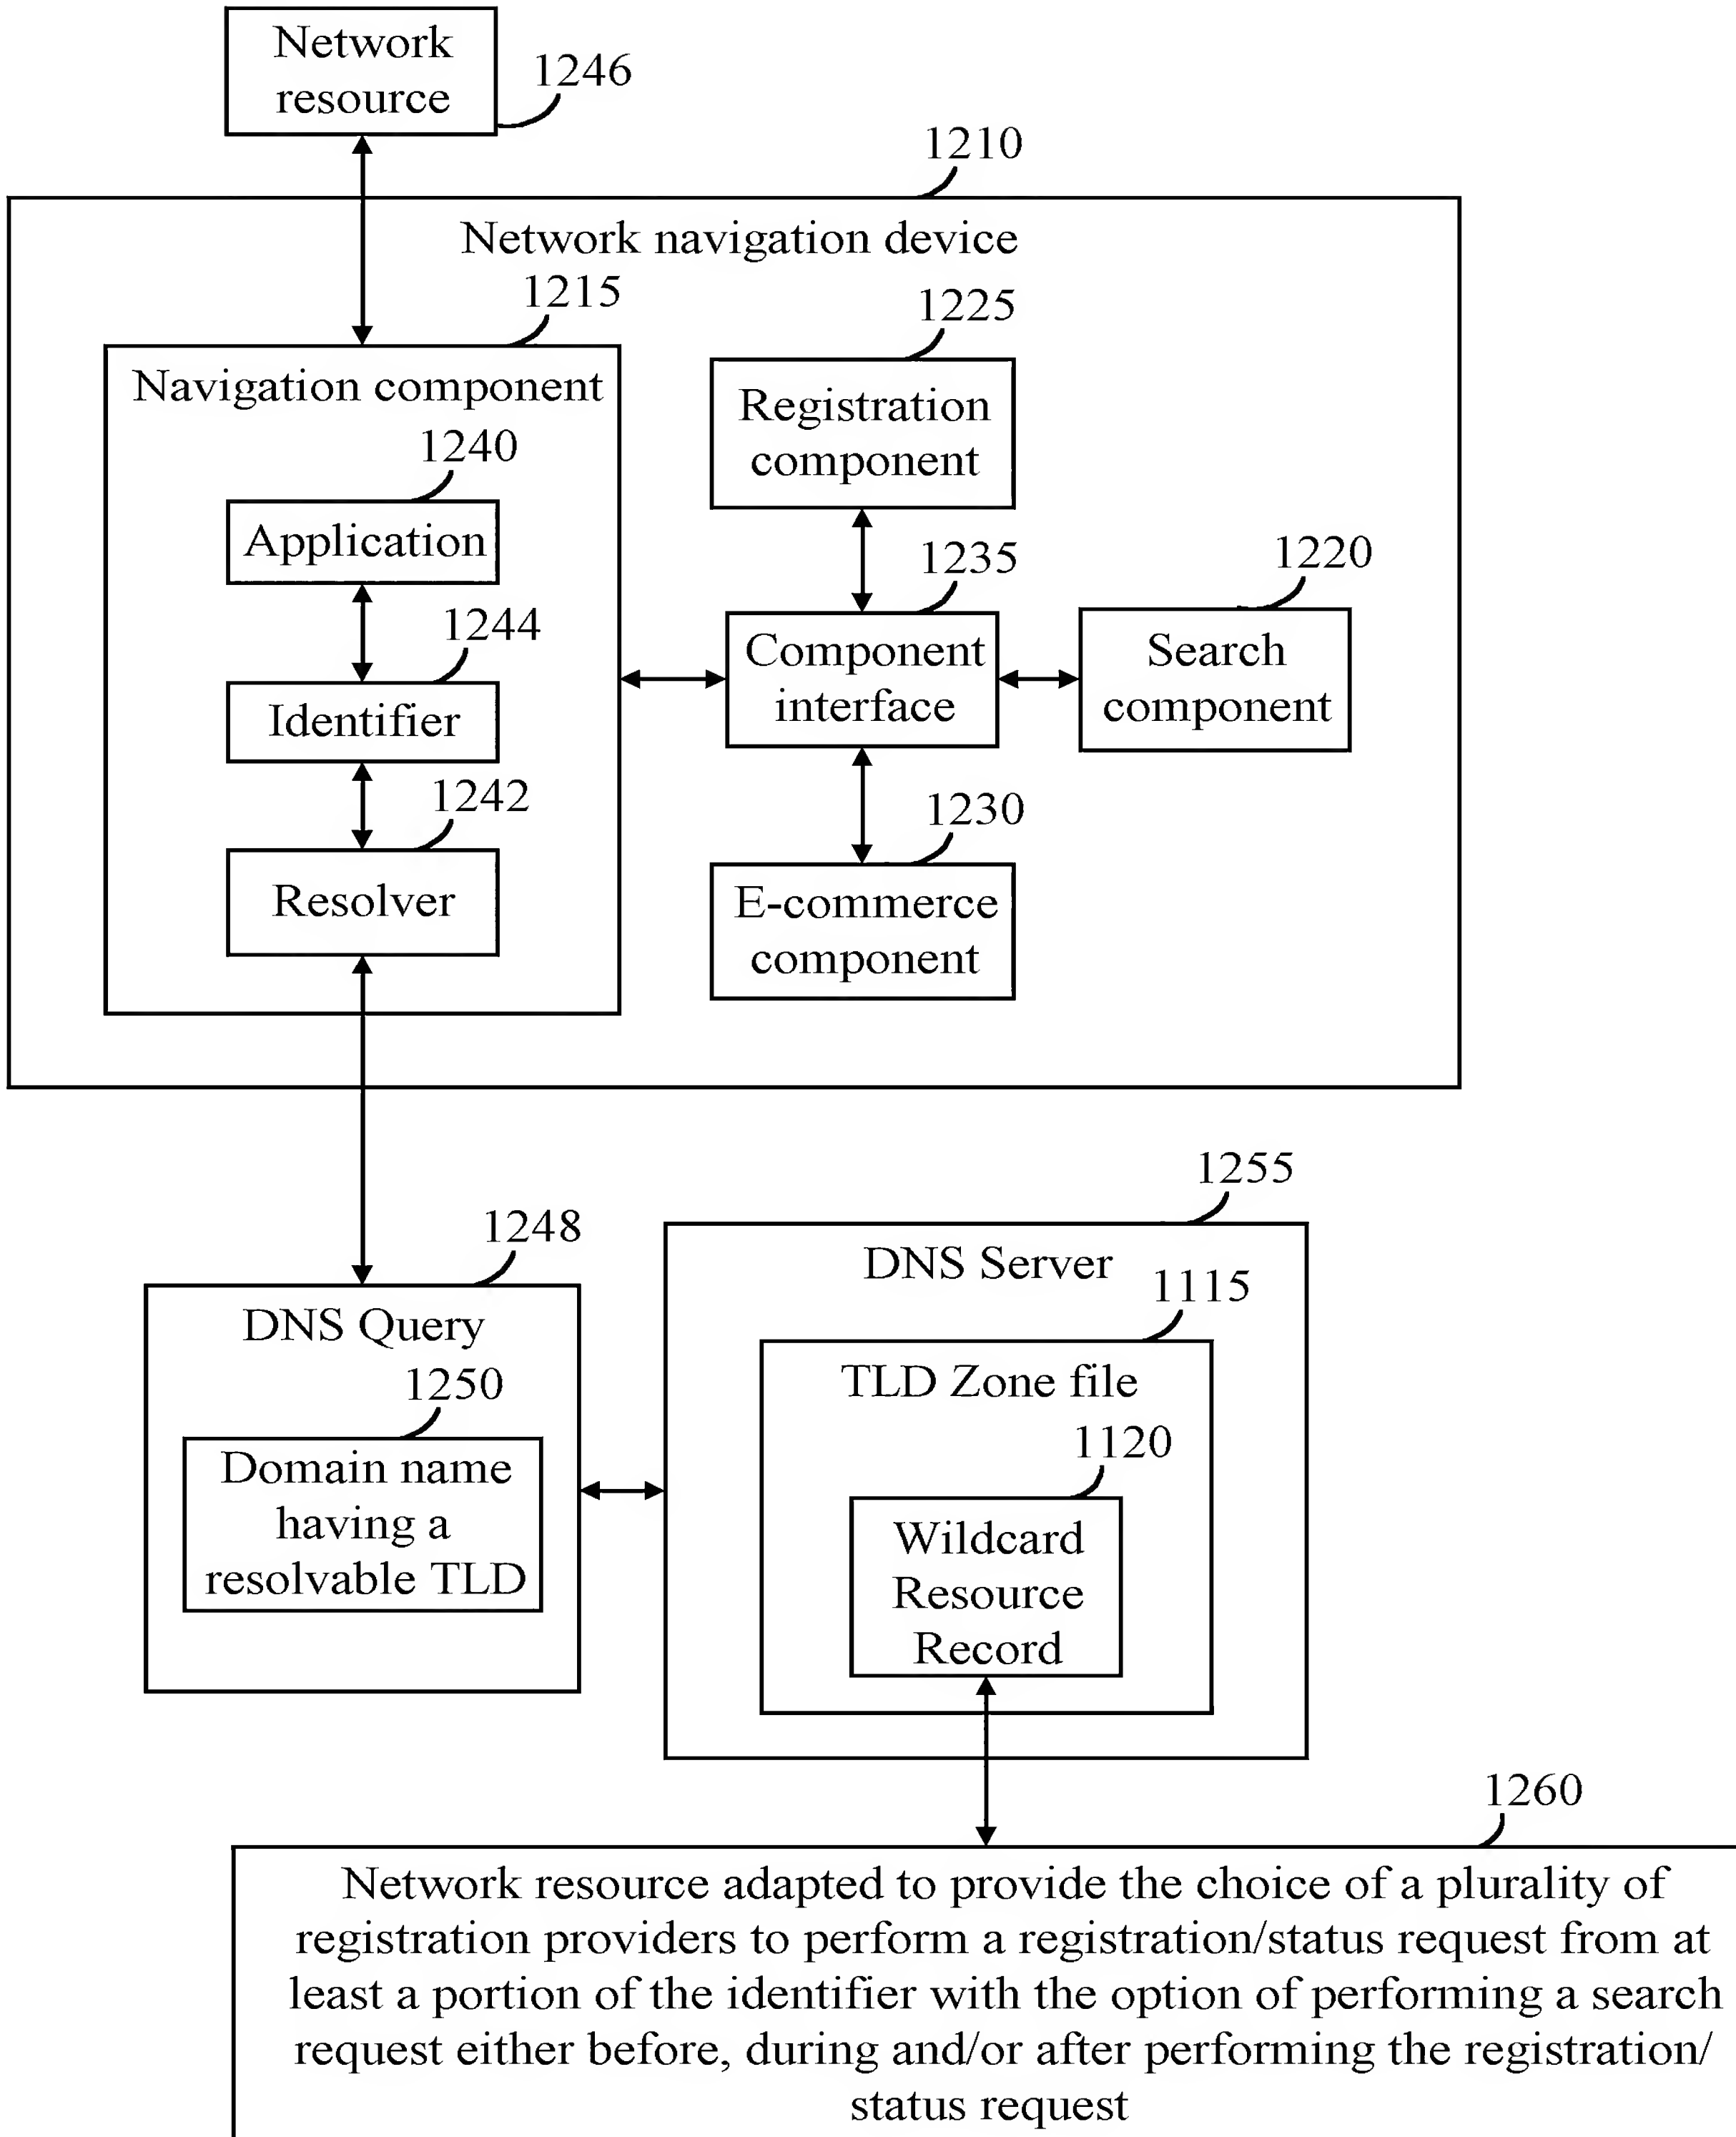 Network
resource
1246
1210
Network navigation device
1215
1225
Navigation component
Registration
component
1240
Application
1235
1220
1244
Component
interface
Search
component
Identifier
1242
1230
Resolver
E-commerce
component
1255
1248
DNS Server
DNS Query
1115
1250
TLD Zone file
Domain name
having a
resolvable TLD
1120
Wildcard
Resource
Record
1260
Network resource adapted to provide the choice of a plurality of
registration providers to perform a registration/status request from at
least a portion of the identifier with the option of performing a search
request either before, during and/or after performing the registration/
status request